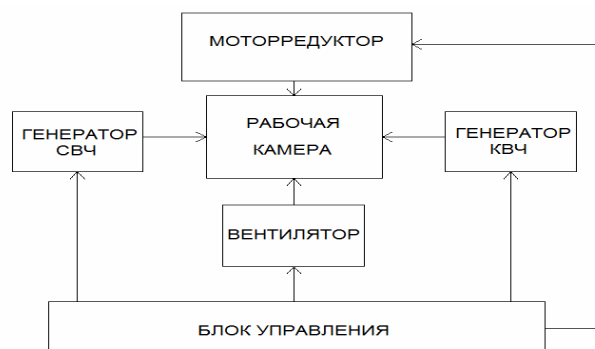 МОТОРРЕДУКТОР
ГЕНЕРАТОР
СВЧ
РАБОЧАЯ
КАМЕРА
ГЕНЕРАТОР
КВЧ
ВЕНТИЛЯТОР
БЛОК УПРАВЛЕНИЯ